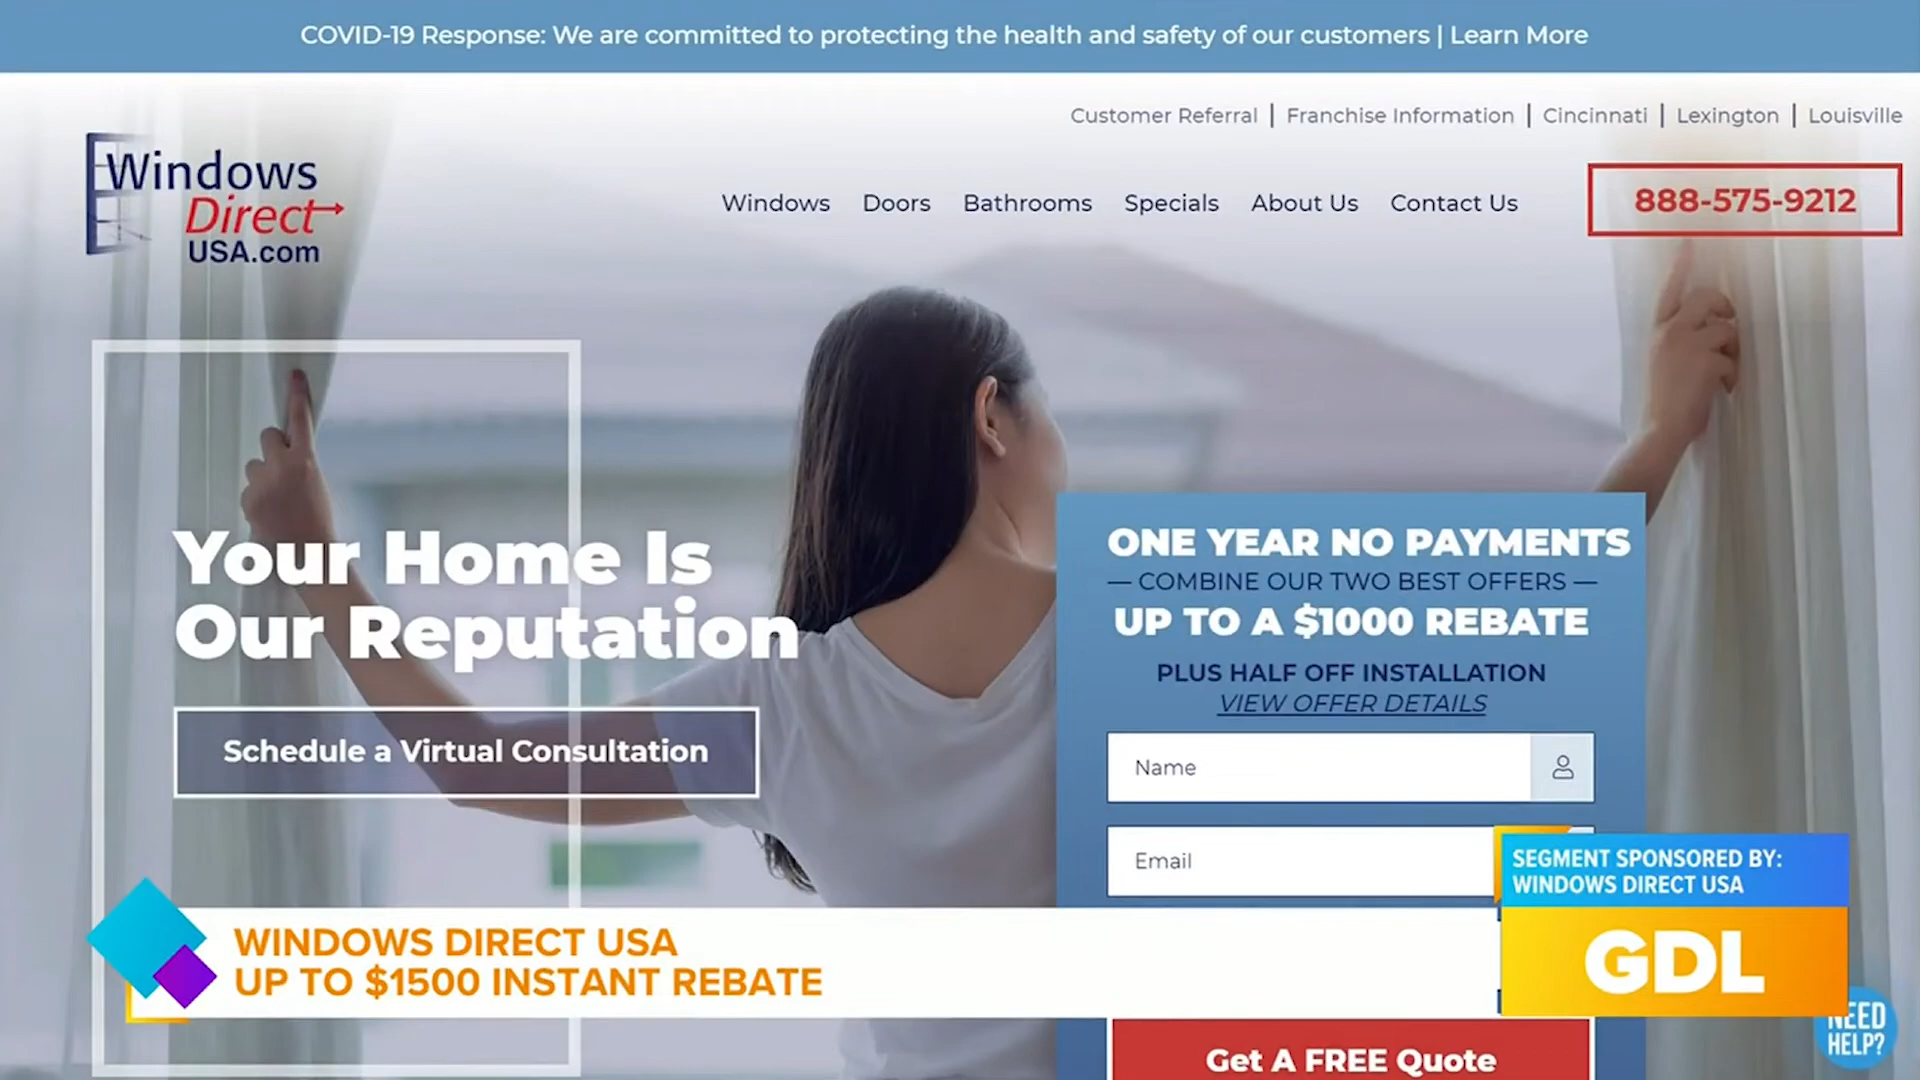 COVID-19 Response: We are committed to protecting the health and safety of our customers | Learn More
Customer Referral | Franchise Information | Cincinnati | Lexington | Louisville
Windows
Direct
USA.com
Windows Doors Bathrooms Specials About Us Contact Us
888-575-9212
Your Home Is
Our Reputation
Schedule a Virtual Consultation
ONE YEAR NO PAYMENTS
— COMBINE OUR TWO BEST OFFERS —
UP TO A $1000 REBATE
PLUS HALF OFF INSTALLATION
VIEW OFFER DETAILS
Name
Email
Get A FREE Quote
SEGMENT SPONSORED BY:
WINDOWS DIRECT USA
GDL
WINDOWS DIRECT USA
UP TO $1500 INSTANT REBATE
NEED
HELP?